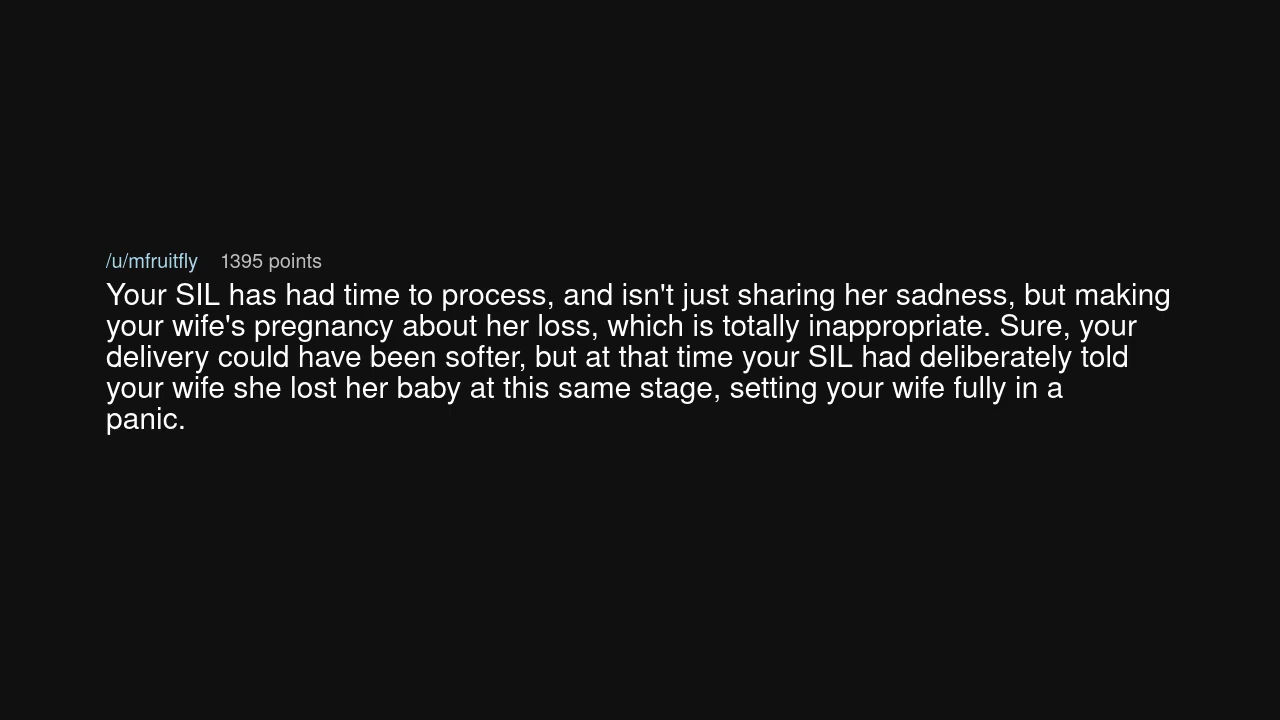 /u/mfruitfly 1395 points
Your SIL has had time to process, and isn't just sharing her sadness, but making
your wife's pregnancy about her loss, which is totally inappropriate. Sure, your
delivery could have been softer, but at that time your SIL had deliberately told
your wife she lost her baby at this same stage, setting your wife fully in a
panic.